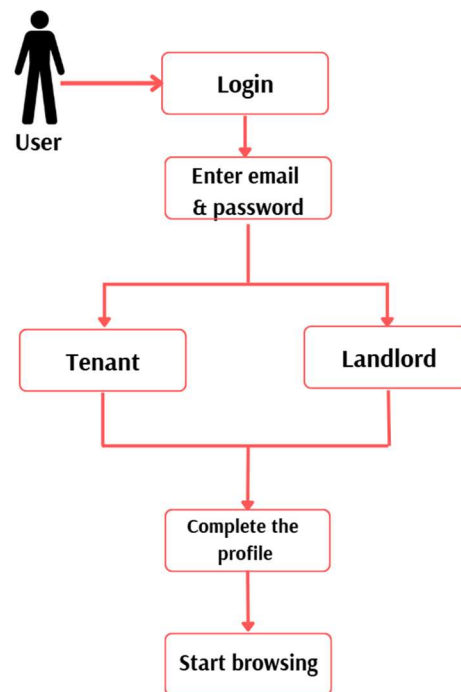 Login
User
Enter email
& password
Tenant
Landlord
Complete the
profile
Start browsing